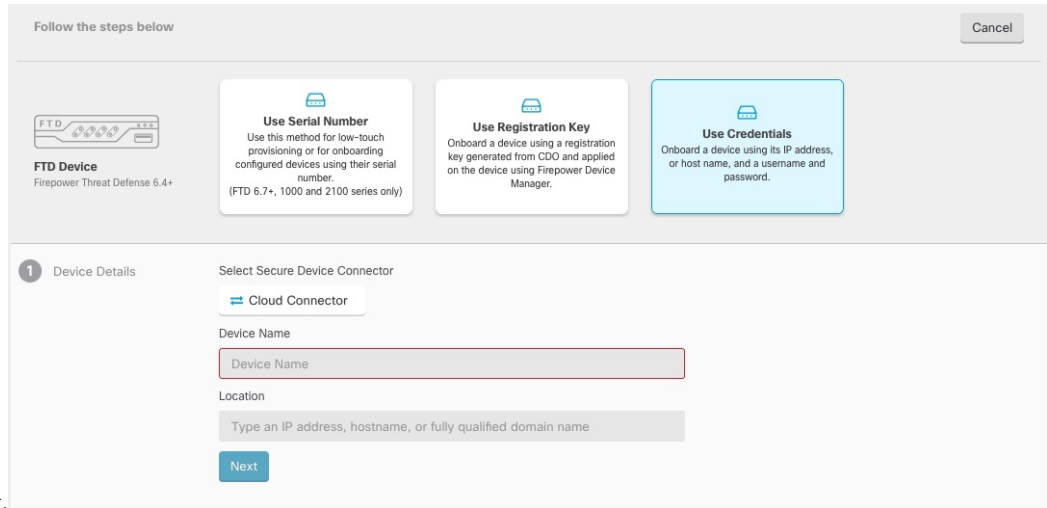 Follow the steps below
Cancel
FTD
FTD Device
Firepower Threat Defense 6.4+
Use Serial Number
Use this method for low-touch
provisioning or for onboarding
configured devices using their serial
number.
(FTD 6.7+, 1000 and 2100 series only)
Use Registration Key
Onboard a device using a registration
key generated from CDO and applied
on the device using Firepower Device
Manager.
Use Credentials
Onboard a device using its IP address,
or host name, and a username and
password.
1 Device Details
Select Secure Device Connector
Cloud Connector
Device Name
Device Name
Location
Type an IP address, hostname, or fully qualified domain name
Next